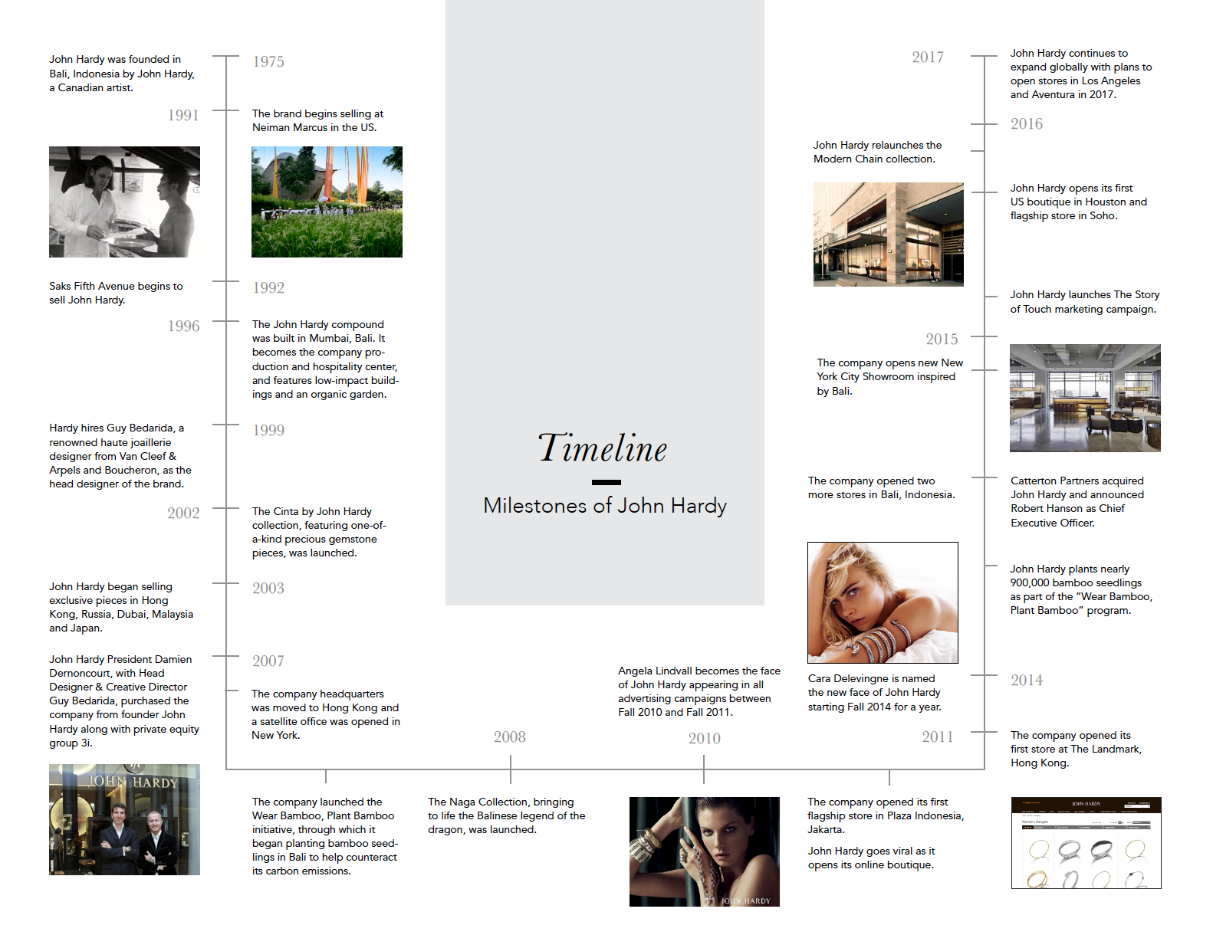 John Hardy was founded in
Bali, Indonesia by John Hardy,
a Canadian artist.
1975
1991
The brand begins selling at
Neiman Marcus in the US.
Saks Fifth Avenue begins to
sell John Hardy.
1992
1996
The John Hardy compound
was built in Mumbai, Bali. It
becomes the company pro-
duction and hospitality center,
and features low-impact build-
ings and an organic garden.
Hardy hires Guy Bedarida, a
renowned haute joaillerie
designer from Van Cleef &
Arpels and Boucheron, as the
head designer of the brand.
1999
2002
The Cinta by John Hardy
collection, featuring one-of-
a-kind precious gemstone
pieces, was launched.
John Hardy began selling
exclusive pieces in Hong
Kong, Russia, Dubai, Malaysia
and Japan.
2003
John Hardy President Damien
Dernoncourt, with Head
Designer & Creative Director
Guy Bedarida, purchased the
company from founder John
Hardy along with private equity
group 3i.
2007
The company headquarters
was moved to Hong Kong and
a satellite office was opened in
New York.
JOHN HARDY
The company launched the
Wear Bamboo, Plant Bamboo
initiative, through which it
began planting bamboo seed-
lings in Bali to help counteract
its carbon emissions.
Timeline
Milestones of John Hardy
2008
The Naga Collection, bringing
to life the Balinese legend of the
dragon, was launched.
Angela Lindvall becomes the face
of John Hardy appearing in all
advertising campaigns between
Fall 2010 and Fall 2011.
2010
JOHN HARDY
2011
The company opened its first
flagship store in Plaza Indonesia,
Jakarta.
John Hardy goes viral as it
opens its online boutique.
JOHN HARDY
The company opened its
first store at The Landmark,
Hong Kong.
2014
Cara Delevingne is named
the new face of John Hardy
starting Fall 2014 for a year.
John Hardy plants nearly
900,000 bamboo seedlings
as part of the “Wear Bamboo,
Plant Bamboo” program.
The company opened two
more stores in Bali, Indonesia.
Catterton Partners acquired
John Hardy and announced
Robert Hanson as Chief
Executive Officer.
2015
The company opens new New
York City Showroom inspired
by Bali.
John Hardy launches The Story
of Touch marketing campaign.
John Hardy opens its first
US boutique in Houston and
flagship store in Soho.
John Hardy relaunches the
Modern Chain collection.
2016
2017
John Hardy continues to
expand globally with plans to
open stores in Los Angeles
and Aventura in 2017.